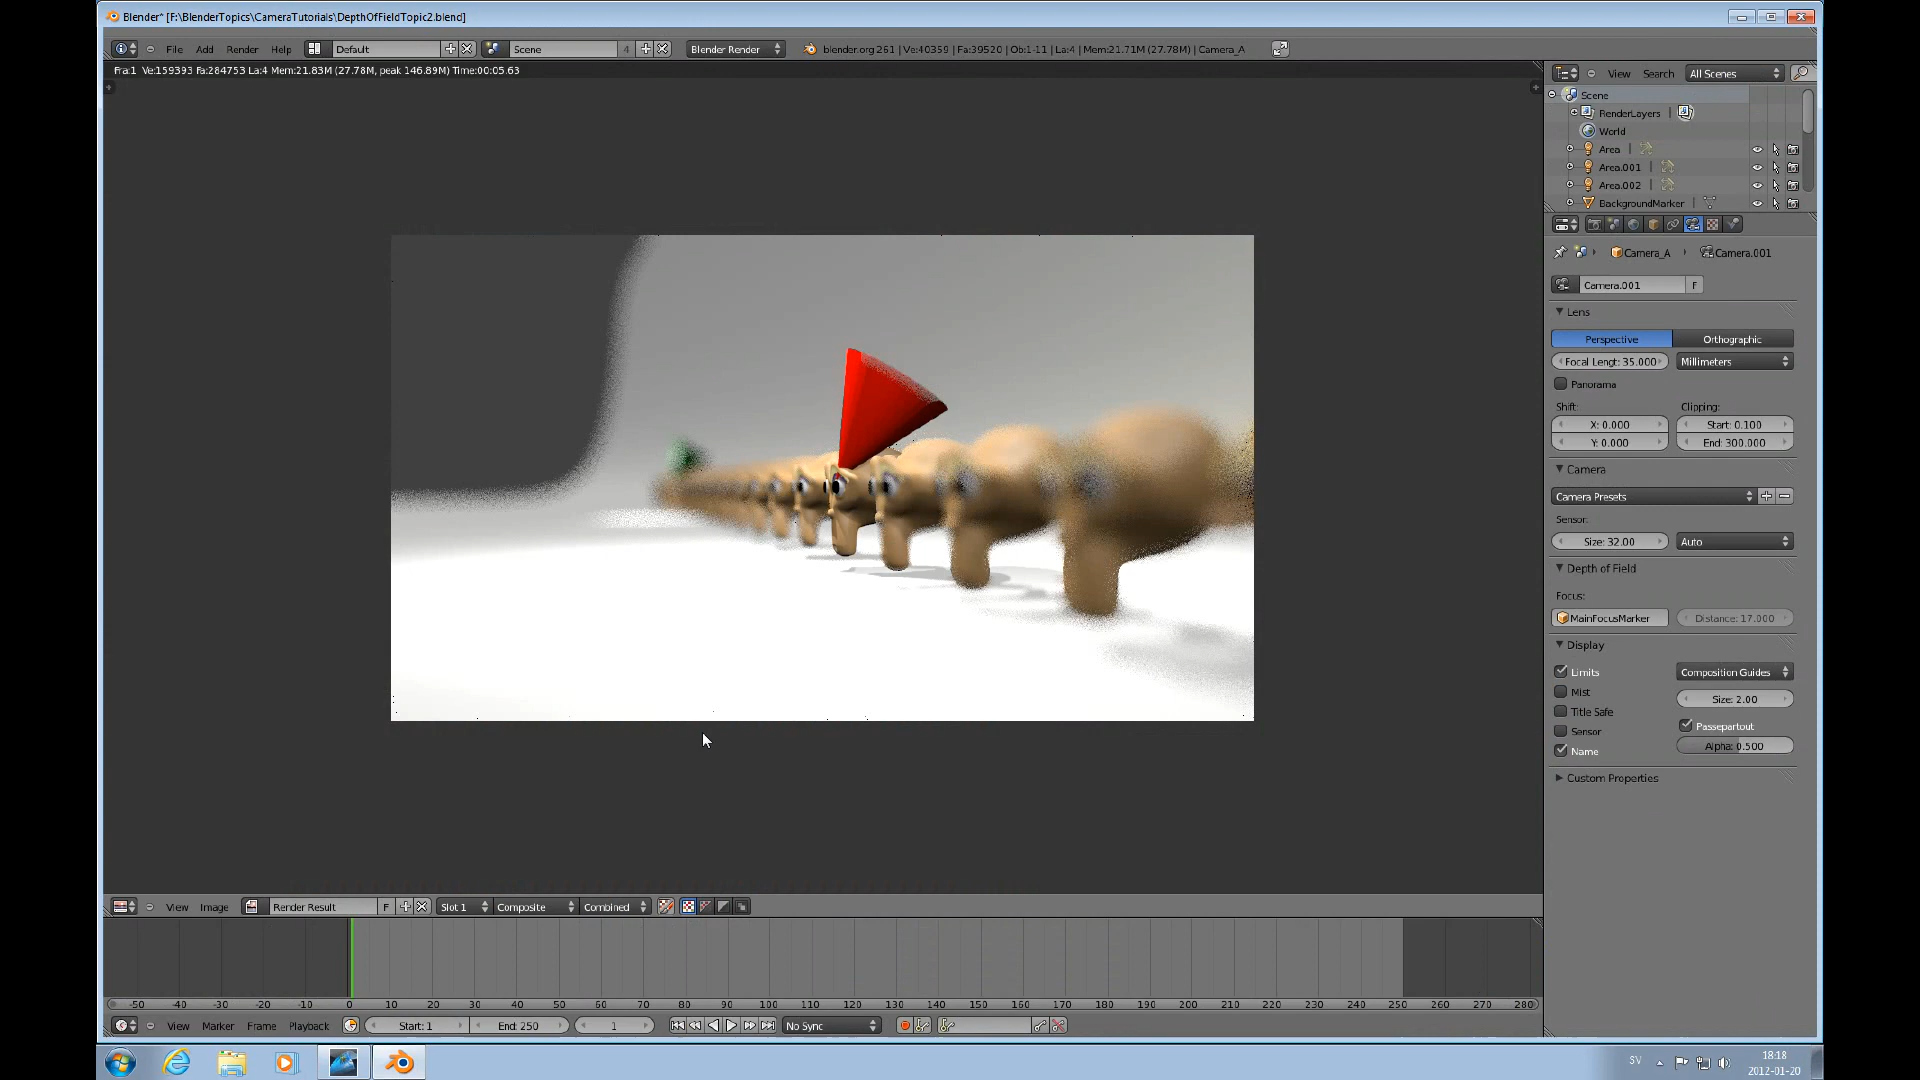 Blender* [F:\BlenderTopics\CameraTutorials\DepthOfFieldTopic2.blend]
File Add Render Help Default Scene 4 Blender Render blender.org 261 | Ve:40359 | Fa:39520 | Ob:1-11 | La:4 | Mem:21.71M (27.78M) | Camera_A
Fra:1 Ve:159393 Fa:284753 La:4 Mem:21.83M (27.78M, peak 146.89M) Time:00:05.63
View Search All Scenes
Scene
RenderLayers |
World
Area |
Area.001 |
Area.002 |
BackgroundMarker |
Camera_A Camera.001
Camera.001 F
Lens
Perspective Orthographic
Focal Lengt: 35.000 Millimeters
Panorama
Shift: Clipping:
X: 0.000 Start: 0.100
Y: 0.000 End: 300.000
Camera
Camera Presets
Sensor:
Size: 32.00 Auto
Depth of Field
Focus:
MainFocusMarker Distance: 17.000
Display
Limits Composition Guides
Mist Size: 2.00
Title Safe
Sensor Passepartout
Name Alpha: 0.500
Custom Properties
View Image Render Result F Slot 1 Composite Combined
-50 -40 -30 -20 -10 0 10 20 30 40 50 60 70 80 90 100 110 120 130 140 150 160 170 180 190 200 210 220 230 240 250 260 270 280
View Marker Frame Playback Start: 1 End: 250 1 No Sync
SV 18:18
2012-01-20